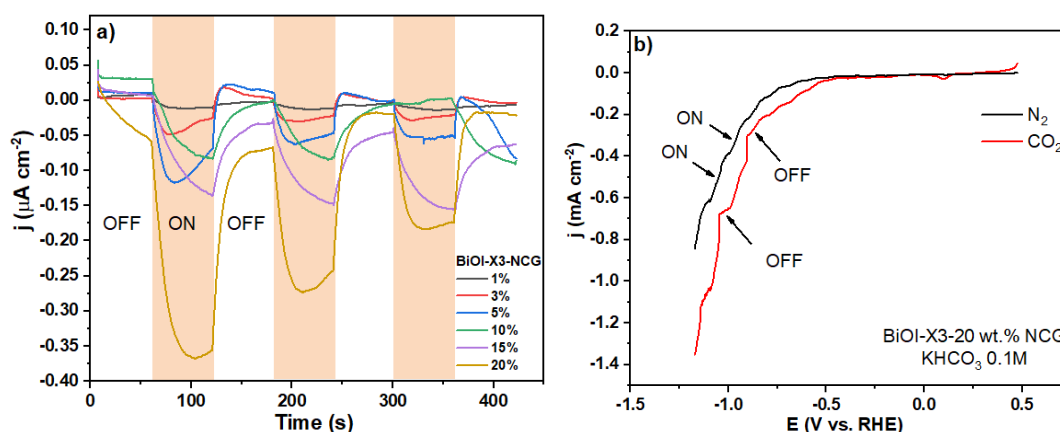 a)
0.10
0.05
0.00
-0.05
-0.10
-0.15
-0.20
-0.25
-0.30
-0.35
-0.40
j (μA cm⁻²)
OFF
ON
OFF
BiOI-X3-NCG
1%
3%
5%
10%
15%
20%
0
100
200
300
400
Time (s)
b)
0.2
0.0
-0.2
-0.4
-0.6
-0.8
-1.0
-1.2
-1.4
j (mA cm⁻²)
ON
ON
OFF
OFF
N₂
CO₂
BiOI-X3-20 wt.% NCG
KHCO₃ 0.1M
-1.5
-1.0
-0.5
0.0
0.5
E (V vs. RHE)